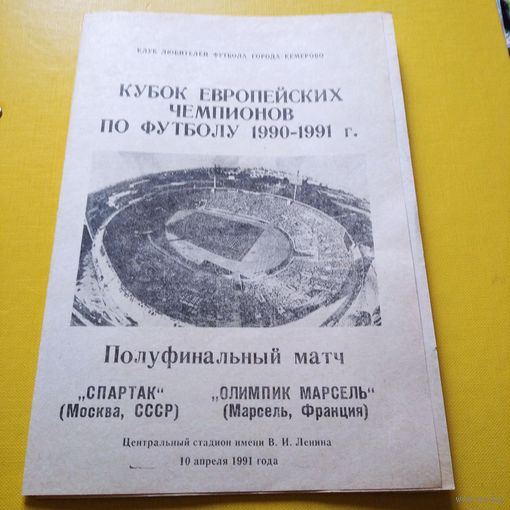 КЛУБ ЛЮБИТЕЛЕЙ ФУТБОЛА ГОРОДА КЕМЕРОВО
КУБОК ЕВРОПЕЙСКИХ
ЧЕМПИОНОВ
ПО ФУТБОЛУ 1990-1991 г.
Полуфинальный матч
„СПАРТАК“ „ОЛИМПИК МАРСЕЛЬ“
(Москва, СССР) (Марсель, Франция)
Центральный стадион имени В. И. Ленина
10 апреля 1991 года